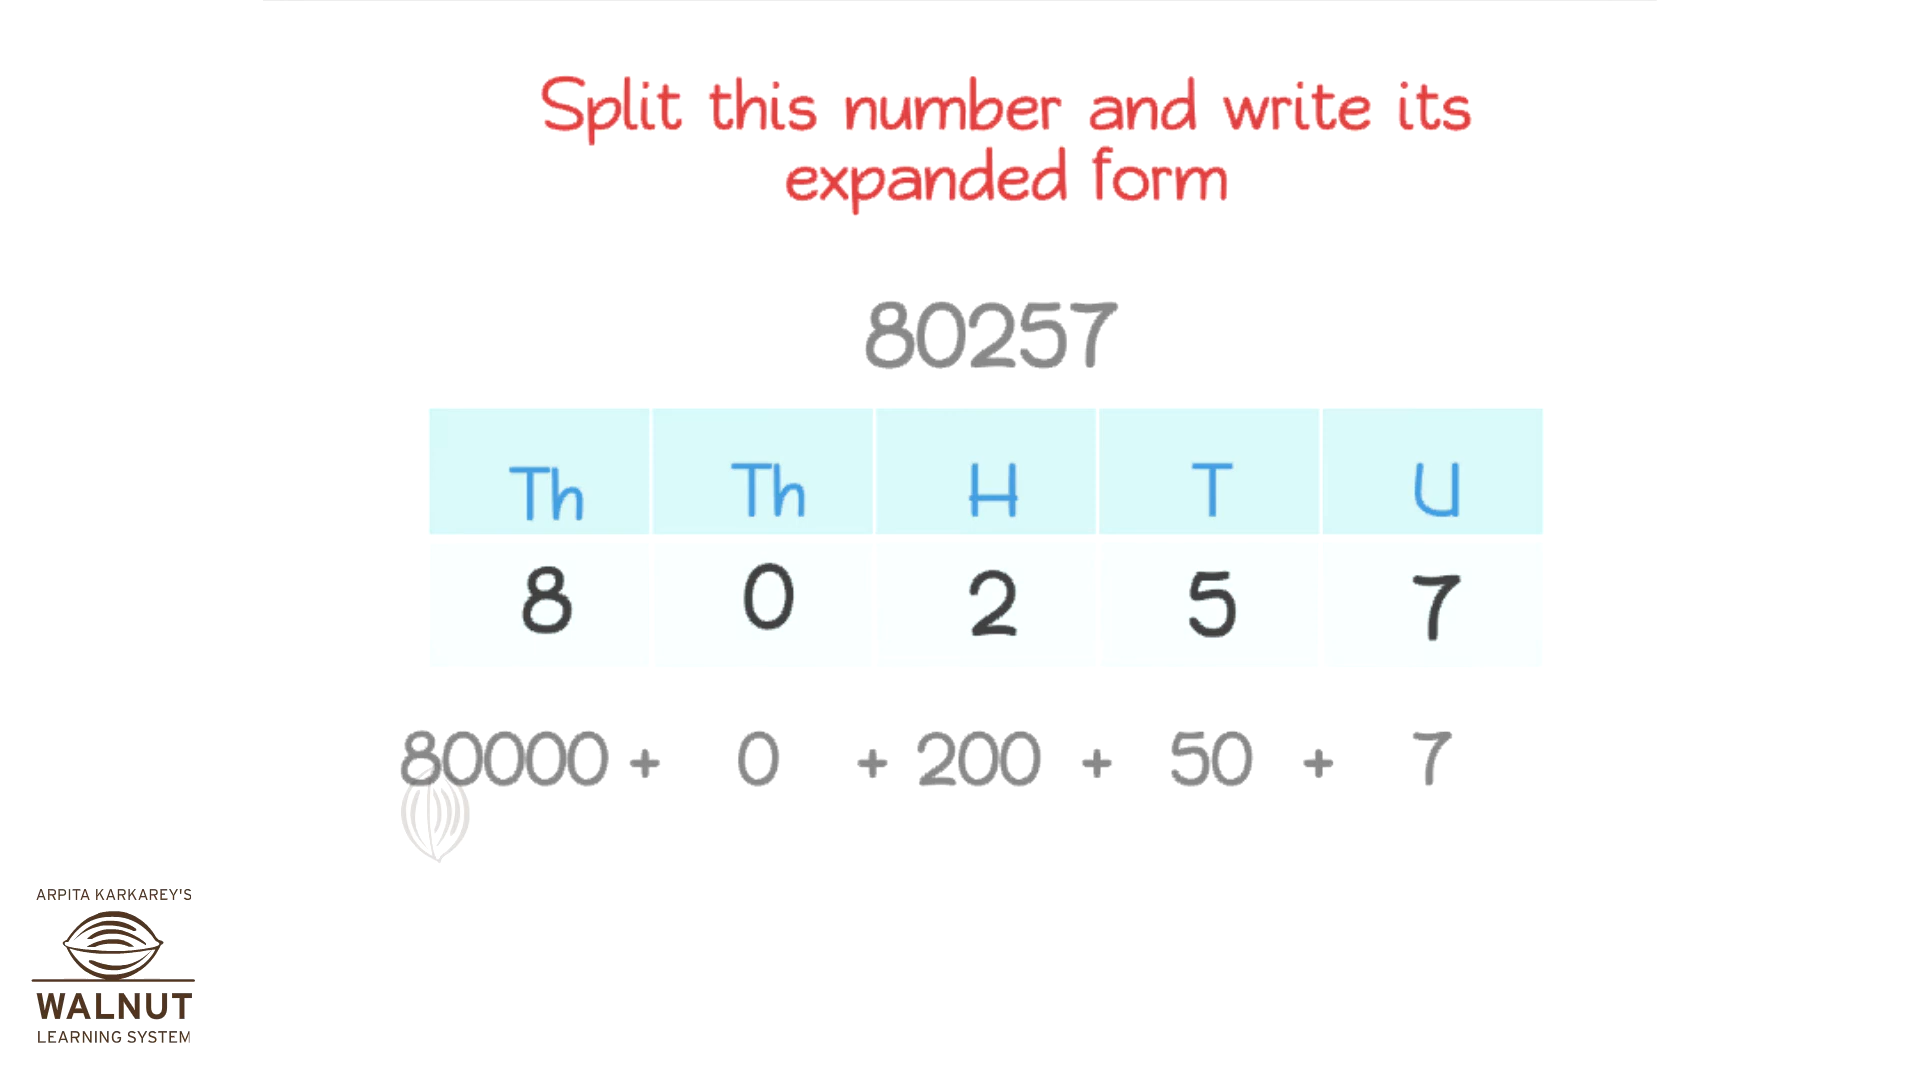 Split this number and write its
expanded form
80257
Th Th H T U
8 0 2 5 7
80000 + 0 + 200 + 50 + 7
ARPITA KARKAREY'S
WALNUT
LEARNING SYSTEM